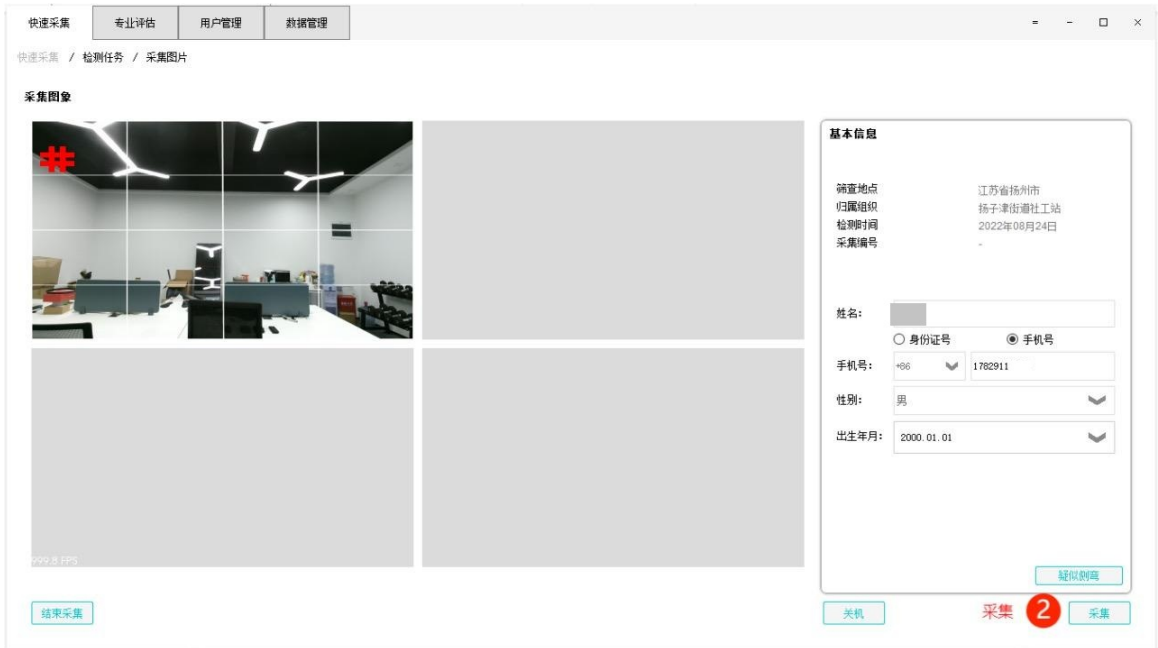 快速采集 专业评估 用户管理 数据管理
快速采集 / 检测任务 / 采集图片
采集图象
#
基本信息
筛查地点 江苏省扬州市
归属组织 扬子津街道社工站
检测时间 2022年08月24日
采集编号 -
姓名:
身份证号 手机号
手机号: +86 1782911
性别: 男
出生年月: 2000.01.01
999.8 FPS
疑似侧弯
结束采集 关机 采集 2 采集